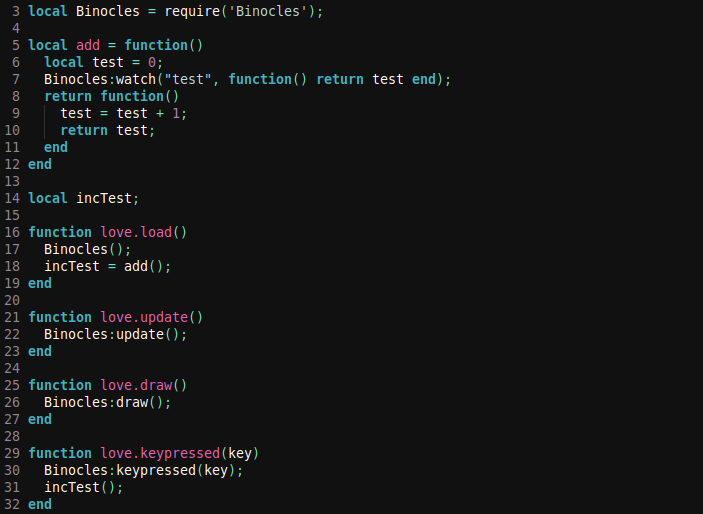 3 local Binocles = require('Binocles');
4
5 local add = function()
6   local test = 0;
7   Binocles:watch("test", function() return test end);
8   return function()
9     test = test + 1;
10     return test;
11   end
12 end
13
14 local incTest;
15
16 function love.load()
17   Binocles();
18   incTest = add();
19 end
20
21 function love.update()
22   Binocles:update();
23 end
24
25 function love.draw()
26   Binocles:draw();
27 end
28
29 function love.keypressed(key)
30   Binocles:keypressed(key);
31   incTest();
32 end